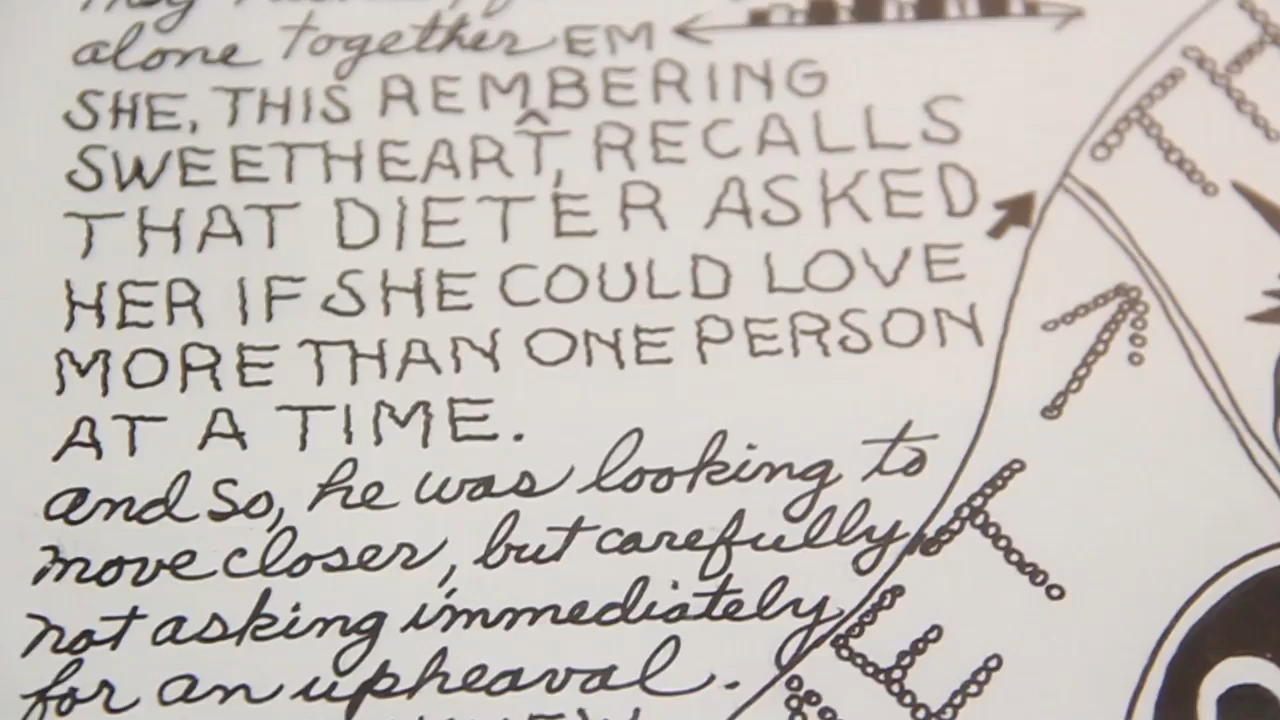 alone together EM
SHE, THIS REMBERING
SWEETHEART, RECALLS
THAT DIETER ASKED
HER IF SHE COULD LOVE
MORE THAN ONE PERSON
AT A TIME.
and so, he was looking to
move closer, but carefully,
not asking immediately
for an upheaval.